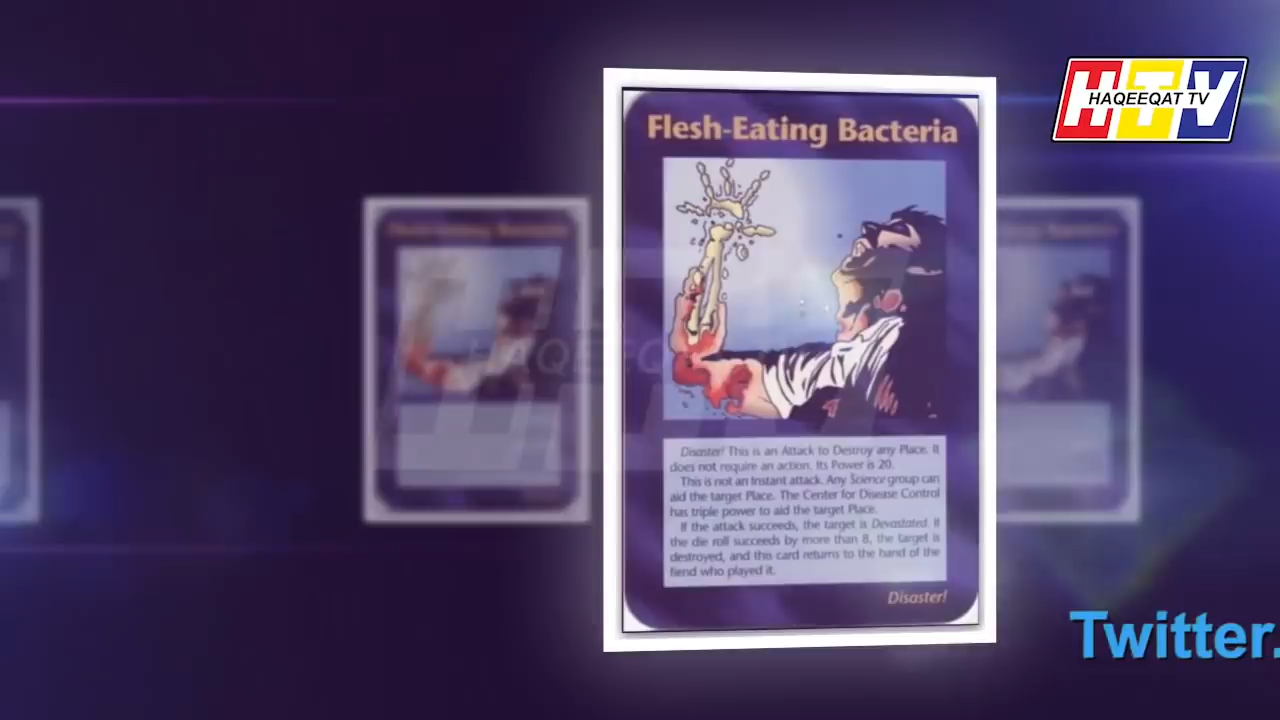 HTV
HAQEEQAT TV
Flesh-Eating Bacteria
Disaster! This is an Attack to Destroy any Place. It
does not require an action. Its Power is 20.
This is not an Instant attack. Any Science group can
aid the target Place. The Center for Disease Control
has triple power to aid the target Place.
If the attack succeeds, the target is Devastated. If
the die roll succeeds by more than 8, the target is
destroyed, and this card returns to the hand of the
fiend who played it.
Disaster!
Twitter.